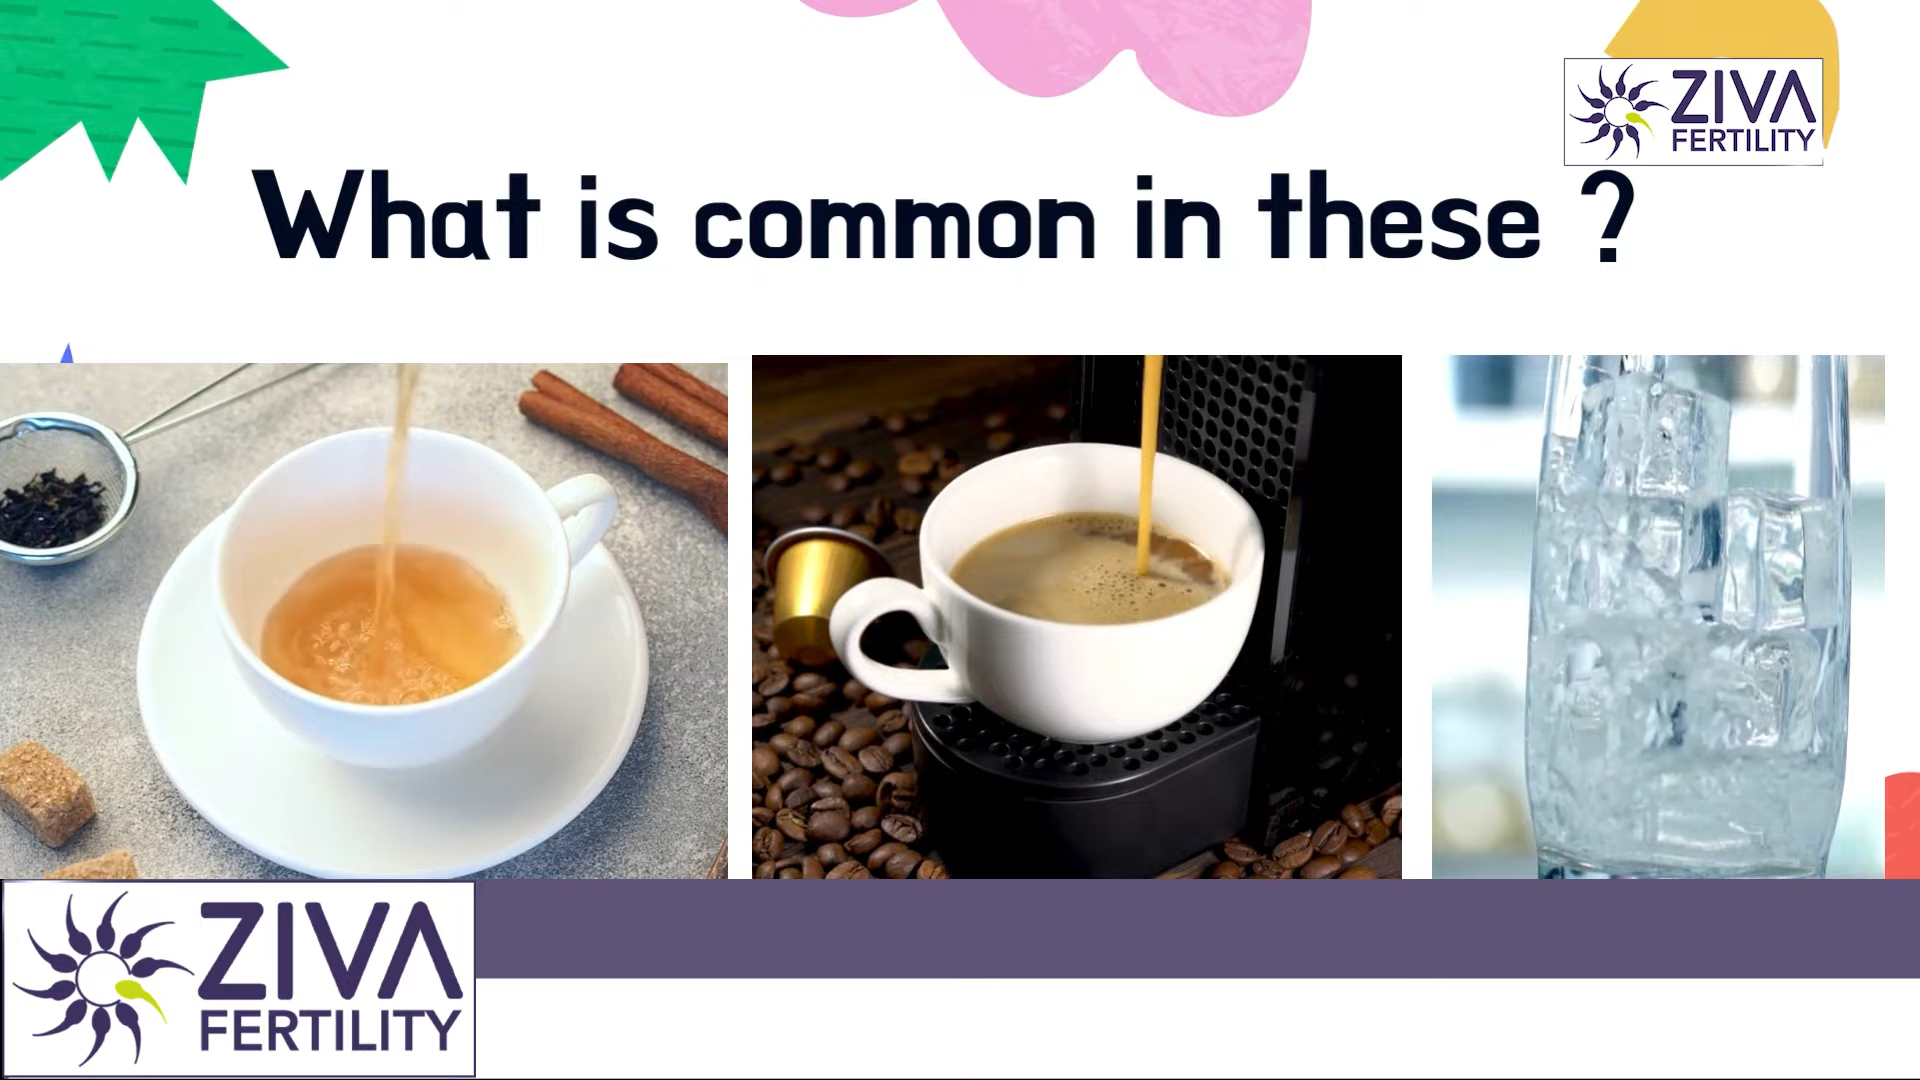 ZIVA
FERTILITY
What is common in these ?
ZIVA
FERTILITY